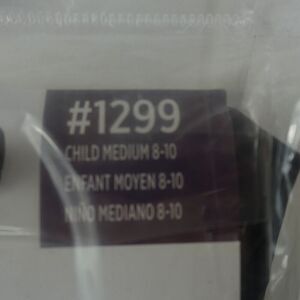 #1299
CHILD MEDIUM 8-10
ENFANT MOYEN 8-10
NIÑO MEDIANO 8-10